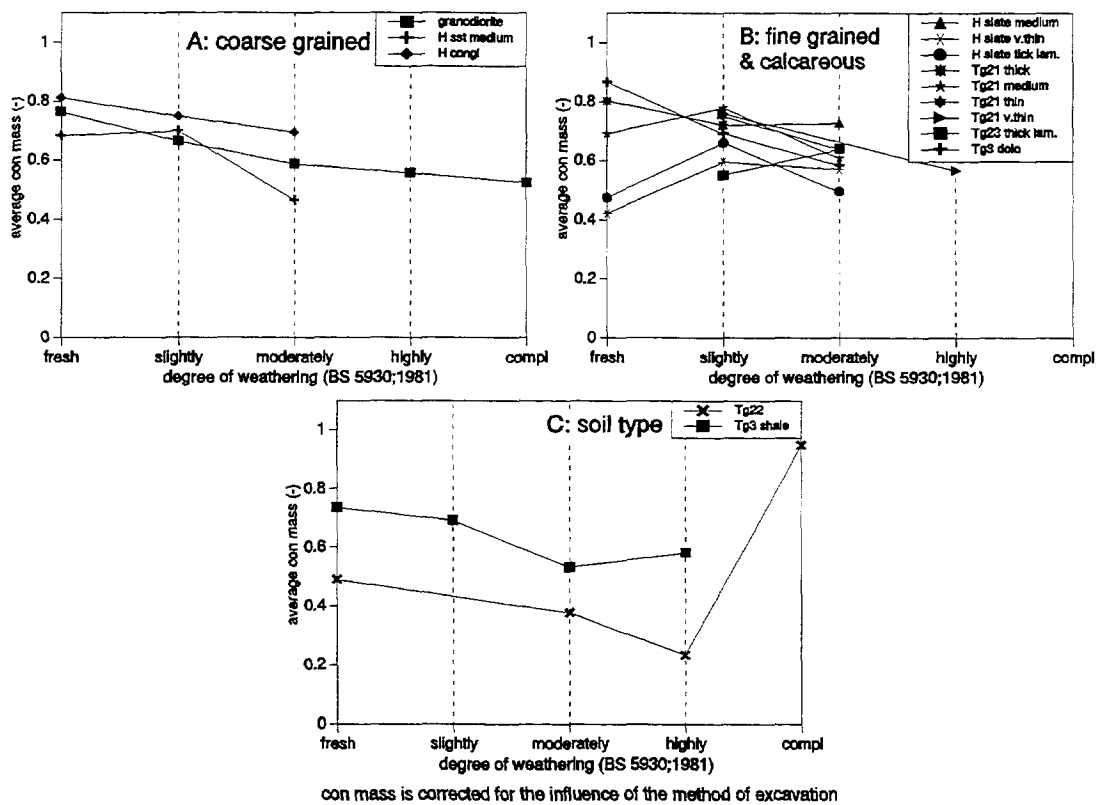 A: coarse grained
granodiorite
H sst medium
H congl
average con mass (-)
1
0.8
0.6
0.4
0.2
0
fresh
slightly
moderately
highly
compl
degree of weathering (BS 5930;1981)
B: fine grained
& calcareous
H slate medium
H slate v.thin
H slate tick lam.
Tg21 thick
Tg21 medium
Tg21 thin
Tg21 v.thin
Tg23 thick lam.
Tg3 dolo
average con mass (-)
1
0.8
0.6
0.4
0.2
0
fresh
slightly
moderately
highly
compl
degree of weathering (BS 5930;1981)
C: soil type
Tg22
Tg3 shale
average con mass (-)
1
0.8
0.6
0.4
0.2
0
fresh
slightly
moderately
highly
compl
degree of weathering (BS 5930;1981)
con mass is corrected for the influence of the method of excavation